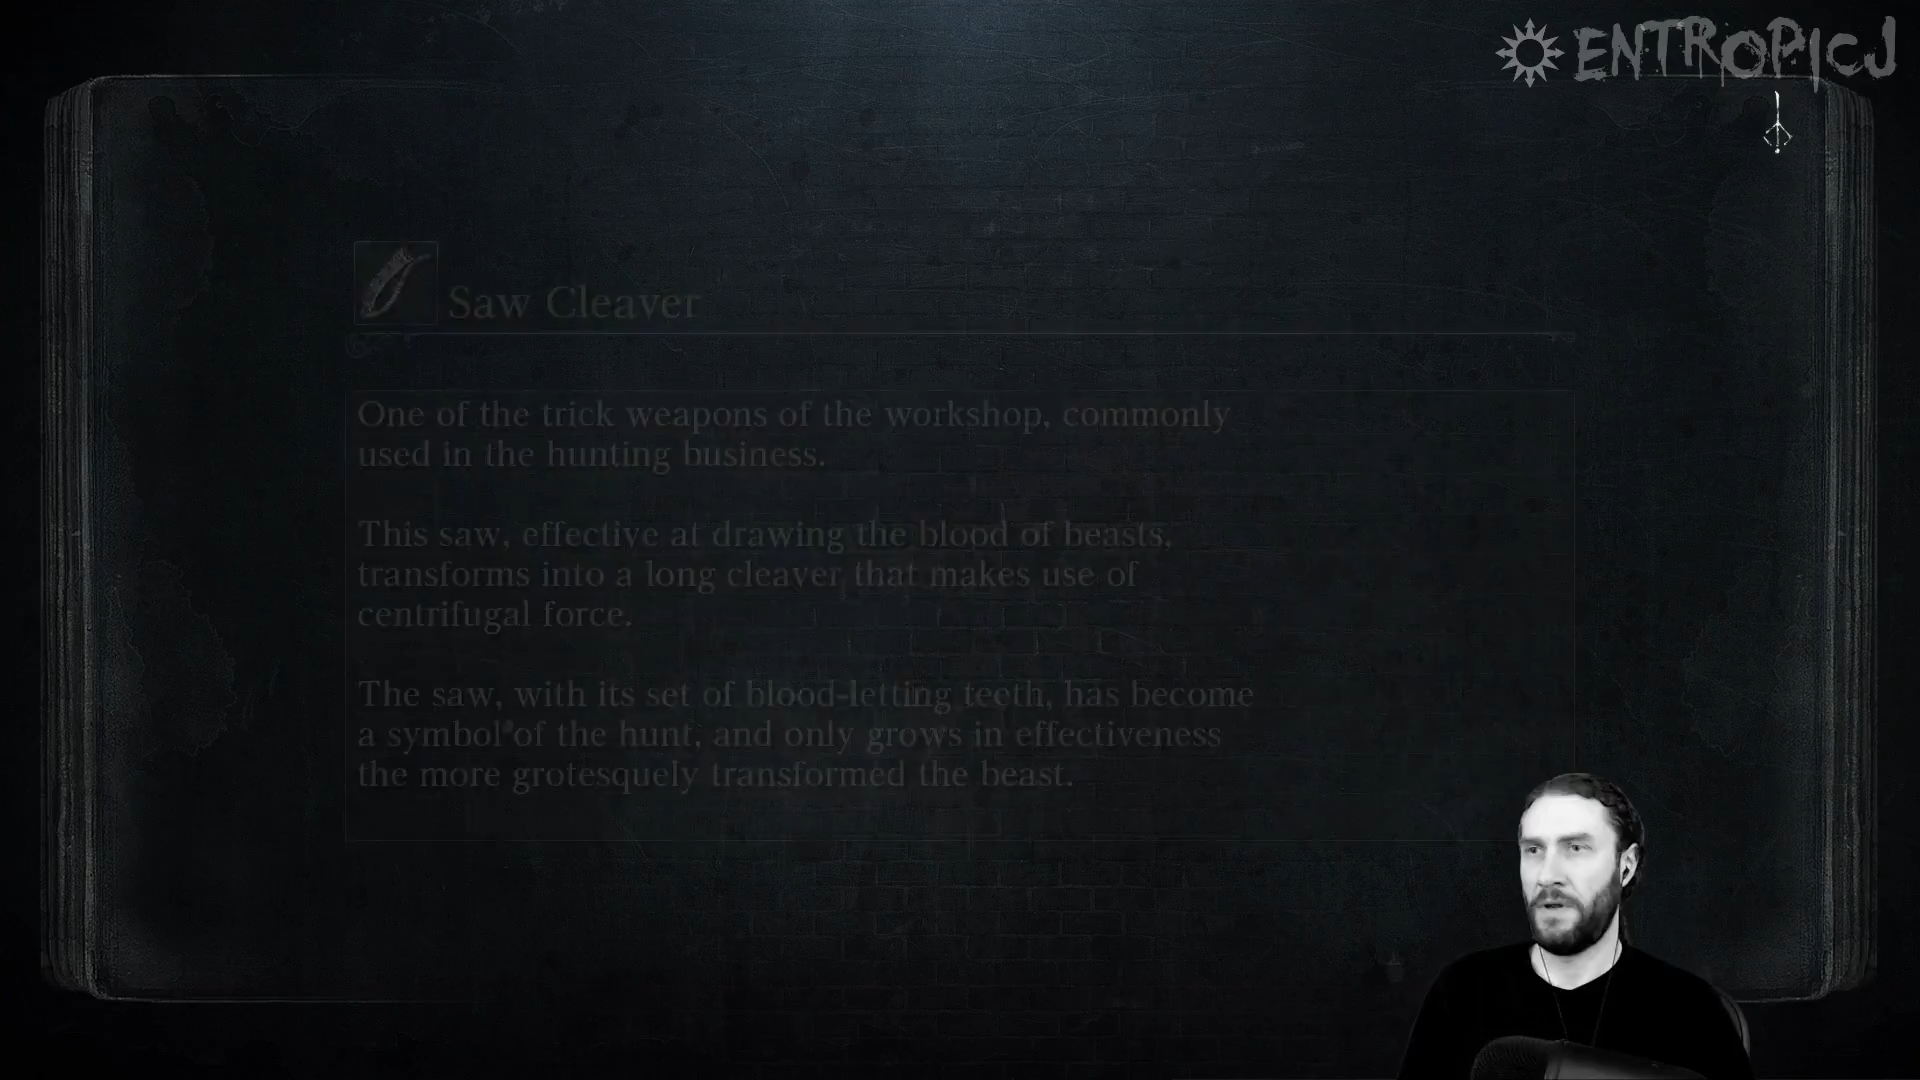 ENTROPICJ
Saw Cleaver
One of the trick weapons of the workshop, commonly
used in the hunting business.
This saw, effective at drawing the blood of beasts,
transforms into a long cleaver that makes use of
centrifugal force.
The saw, with its set of blood-letting teeth, has become
a symbol of the hunt, and only grows in effectiveness
the more grotesquely transformed the beast.